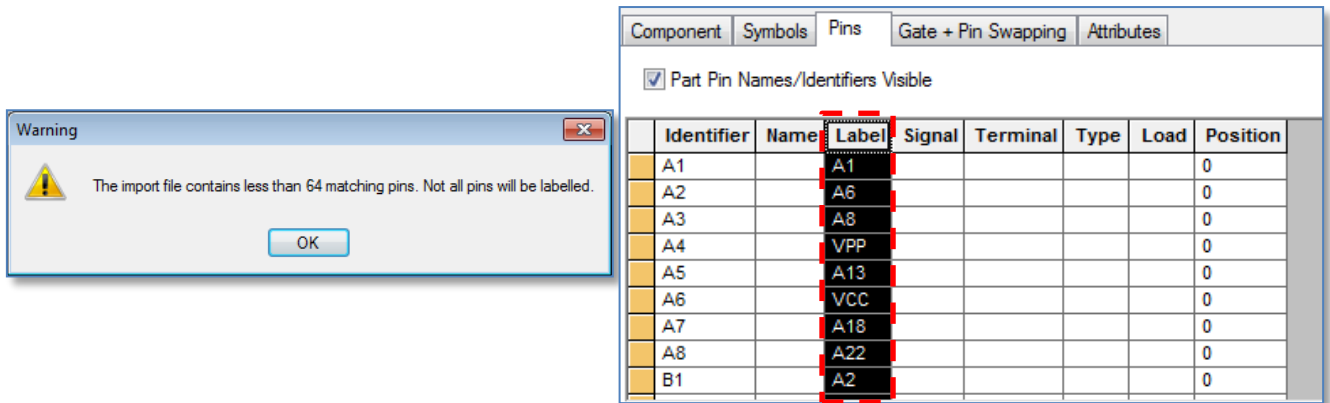 Warning
The import file contains less than 64 matching pins. Not all pins will be labelled.
OK
Component Symbols Pins Gate + Pin Swapping Attributes
Part Pin Names/Identifiers Visible
Identifier Name Label Signal Terminal Type Load Position
A1 A1 0
A2 A6 0
A3 A8 0
A4 VPP 0
A5 A13 0
A6 VCC 0
A7 A18 0
A8 A22 0
B1 A2 0